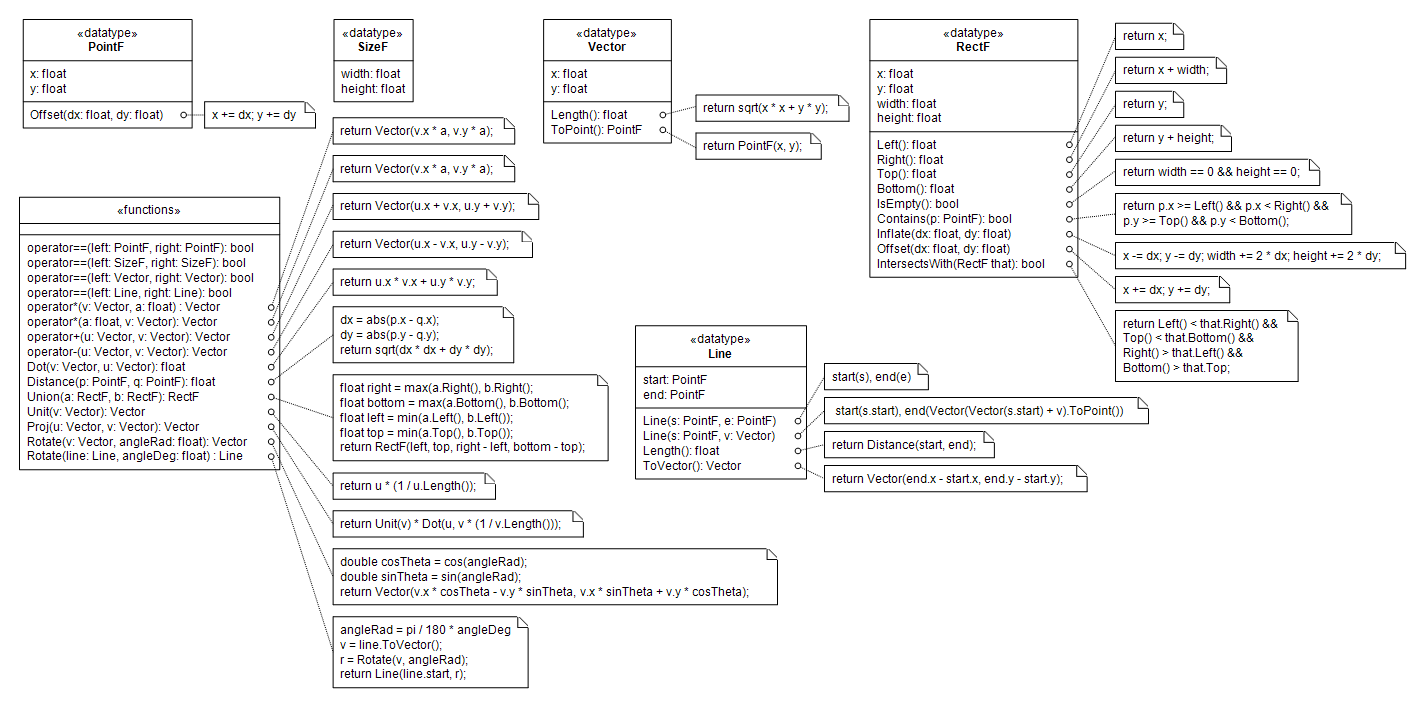 «datatype»
PointF
x: float
y: float
Offset(dx: float, dy: float)
x += dx; y += dy
«datatype»
SizeF
width: float
height: float
«datatype»
Vector
x: float
y: float
Length(): float
ToPoint(): PointF
return sqrt(x * x + y * y);
return PointF(x, y);
«datatype»
RectF
x: float
y: float
width: float
height: float
Left(): float
Right(): float
Top(): float
Bottom(): float
IsEmpty(): bool
Contains(p: PointF): bool
Inflate(dx: float, dy: float)
Offset(dx: float, dy: float)
IntersectsWith(RectF that): bool
return x;
return x + width;
return y;
return y + height;
return width == 0 && height == 0;
return p.x >= Left() && p.x < Right() &&
p.y >= Top() && p.y < Bottom();
x -= dx; y -= dy; width += 2 * dx; height += 2 * dy;
x += dx; y += dy;
return Left() < that.Right() &&
Top() < that.Bottom() &&
Right() > that.Left() &&
Bottom() > that.Top;
«functions»
operator==(left: PointF, right: PointF): bool
operator==(left: SizeF, right: SizeF): bool
operator==(left: Vector, right: Vector): bool
operator==(left: Line, right: Line): bool
operator*(v: Vector, a: float) : Vector
operator*(a: float, v: Vector): Vector
operator+(u: Vector, v: Vector): Vector
operator-(u: Vector, v: Vector): Vector
Dot(v: Vector, u: Vector): float
Distance(p: PointF, q: PointF): float
Union(a: RectF, b: RectF): RectF
Unit(v: Vector): Vector
Proj(u: Vector, v: Vector): Vector
Rotate(v: Vector, angleRad: float): Vector
Rotate(line: Line, angleDeg: float) : Line
return Vector(v.x * a, v.y * a);
return Vector(v.x * a, v.y * a);
return Vector(u.x + v.x, u.y + v.y);
return Vector(u.x - v.x, u.y - v.y);
return u.x * v.x + u.y * v.y;
dx = abs(p.x - q.x);
dy = abs(p.y - q.y);
return sqrt(dx * dx + dy * dy);
float right = max(a.Right(), b.Right();
float bottom = max(a.Bottom(), b.Bottom();
float left = min(a.Left(), b.Left());
float top = min(a.Top(), b.Top());
return RectF(left, top, right - left, bottom - top);
return u * (1 / u.Length());
return Unit(v) * Dot(u, v * (1 / v.Length()));
double cosTheta = cos(angleRad);
double sinTheta = sin(angleRad);
return Vector(v.x * cosTheta - v.y * sinTheta, v.x * sinTheta + v.y * cosTheta);
angleRad = pi / 180 * angleDeg
v = line.ToVector();
r = Rotate(v, angleRad);
return Line(line.start, r);
«datatype»
Line
start: PointF
end: PointF
Line(s: PointF, e: PointF)
Line(s: PointF, v: Vector)
Length(): float
ToVector(): Vector
start(s), end(e)
start(s.start), end(Vector(Vector(s.start) + v).ToPoint())
return Distance(start, end);
return Vector(end.x - start.x, end.y - start.y);